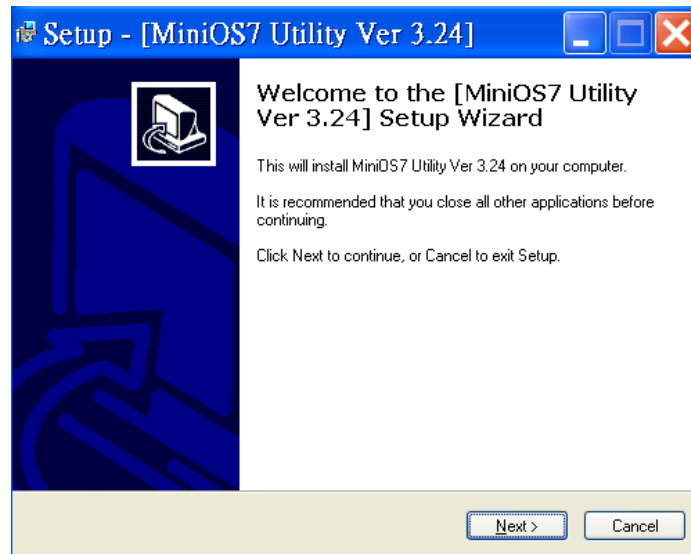 Setup - [MiniOS7 Utility Ver 3.24]
Welcome to the [MiniOS7 Utility
Ver 3.24] Setup Wizard
This will install MiniOS7 Utility Ver 3.24 on your computer.
It is recommended that you close all other applications before
continuing.
Click Next to continue, or Cancel to exit Setup.
Next > Cancel